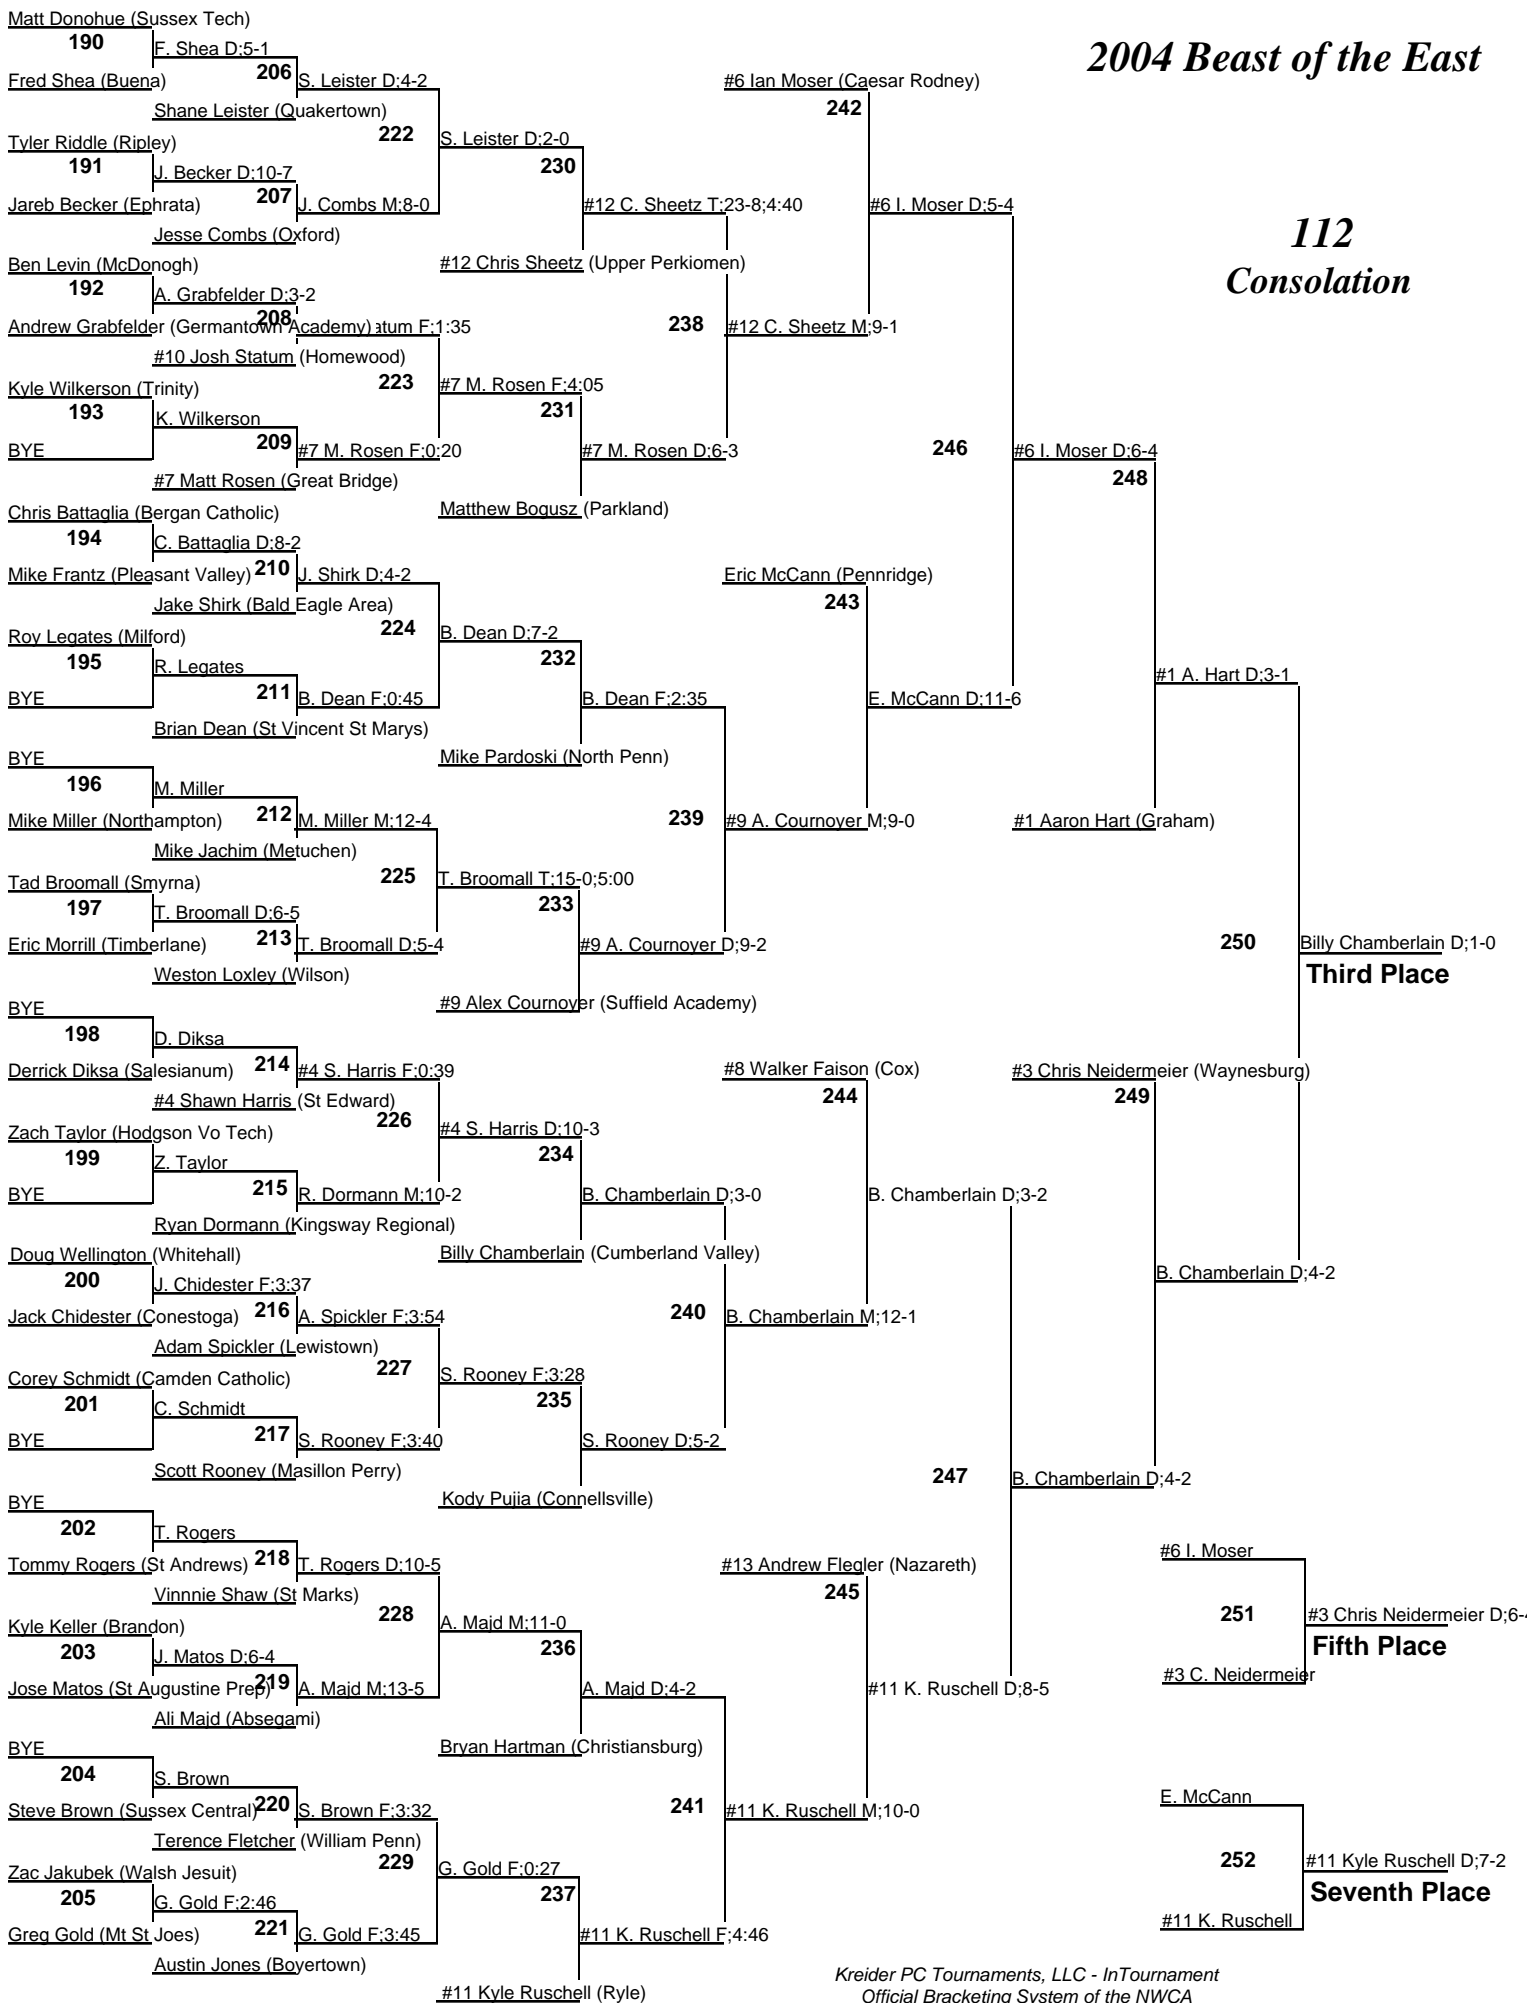 Matt Donohue (Sussex Tech)
190
F. Shea D;5-1
2004 Beast of the East
206
Fred Shea (Buena)
S. Leister D;4-2
#6 Ian Moser (Caesar Rodney)
Shane Leister (Quakertown)
242
222
Tyler Riddle (Ripley)
S. Leister D;2-0
191
230
J. Becker D;10-7
207
Jareb Becker (Ephrata)
J. Combs M;8-0
#12 C. Sheetz T;23-8;4:40
#6 I. Moser D;5-4
Jesse Combs (Oxford)
112
Ben Levin (McDonogh)
#12 Chris Sheetz (Upper Perkiomen)
Consolation
192
A. Grabfelder D;3-2
208
Andrew Grabfelder (Germantown Academy)
atum F;1:35
238
#12 C. Sheetz M;9-1
#10 Josh Statum (Homewood)
223
Kyle Wilkerson (Trinity)
#7 M. Rosen F;4:05
193
231
K. Wilkerson
209
BYE
#7 M. Rosen F;0:20
#7 M. Rosen D;6-3
246
#6 I. Moser D;6-4
#7 Matt Rosen (Great Bridge)
248
Chris Battaglia (Bergan Catholic)
Matthew Bogusz (Parkland)
194
C. Battaglia D;8-2
210
Mike Frantz (Pleasant Valley)
J. Shirk D;4-2
Eric McCann (Pennridge)
Jake Shirk (Bald Eagle Area)
243
224
Roy Legates (Milford)
B. Dean D;7-2
195
232
R. Legates
#1 A. Hart D;3-1
211
BYE
B. Dean F;0:45
B. Dean F;2:35
E. McCann D;11-6
Brian Dean (St Vincent St Marys)
BYE
Mike Pardoski (North Penn)
196
M. Miller
212
Mike Miller (Northampton)
M. Miller M;12-4
239
#9 A. Cournoyer M;9-0
#1 Aaron Hart (Graham)
Mike Jachim (Metuchen)
225
Tad Broomall (Smyrna)
T. Broomall T;15-0;5:00
197
233
T. Broomall D;6-5
213
Eric Morrill (Timberlane)
T. Broomall D;5-4
#9 A. Cournoyer D;9-2
250
Billy Chamberlain D;1-0
Weston Loxley (Wilson)
Third Place
BYE
#9 Alex Cournoyer (Suffield Academy)
198
D. Diksa
214
Derrick Diksa (Salesianum)
#4 S. Harris F;0:39
#8 Walker Faison (Cox)
#3 Chris Neidermeier (Waynesburg)
#4 Shawn Harris (St Edward)
244
249
226
Zach Taylor (Hodgson Vo Tech)
#4 S. Harris D;10-3
199
234
Z. Taylor
215
BYE
R. Dormann M;10-2
B. Chamberlain D;3-0
B. Chamberlain D;3-2
Ryan Dormann (Kingsway Regional)
Doug Wellington (Whitehall)
Billy Chamberlain (Cumberland Valley)
200
J. Chidester F;3:37
B. Chamberlain D;4-2
216
Jack Chidester (Conestoga)
A. Spickler F;3:54
240
B. Chamberlain M;12-1
Adam Spickler (Lewistown)
227
Corey Schmidt (Camden Catholic)
S. Rooney F;3:28
201
235
C. Schmidt
217
BYE
S. Rooney F;3:40
S. Rooney D;5-2
Scott Rooney (Masillon Perry)
247
B. Chamberlain D;4-2
BYE
Kody Pujia (Connellsville)
202
T. Rogers
218
Tommy Rogers (St Andrews)
T. Rogers D;10-5
#13 Andrew Flegler (Nazareth)
#6 I. Moser
Vinnnie Shaw (St Marks)
245
228
Kyle Keller (Brandon)
A. Majd M;11-0
251
#3 Chris Neidermeier D;6-4
203
236
Fifth Place
J. Matos D;6-4
219
#3 C. Neidermeier
Jose Matos (St Augustine Prep)
A. Majd M;13-5
A. Majd D;4-2
#11 K. Ruschell D;8-5
Ali Majd (Absegami)
BYE
Bryan Hartman (Christiansburg)
204
S. Brown
220
Steve Brown (Sussex Central)
S. Brown F;3:32
241
#11 K. Ruschell M;10-0
E. McCann
Terence Fletcher (William Penn)
229
Zac Jakubek (Walsh Jesuit)
G. Gold F;0:27
252
#11 Kyle Ruschell D;7-2
205
237
Seventh Place
G. Gold F;2:46
221
Greg Gold (Mt St Joes)
G. Gold F;3:45
#11 K. Ruschell F;4:46
#11 K. Ruschell
Austin Jones (Boyertown)
#11 Kyle Ruschell (Ryle)
Kreider PC Tournaments, LLC - InTournament
Official Bracketing System of the NWCA